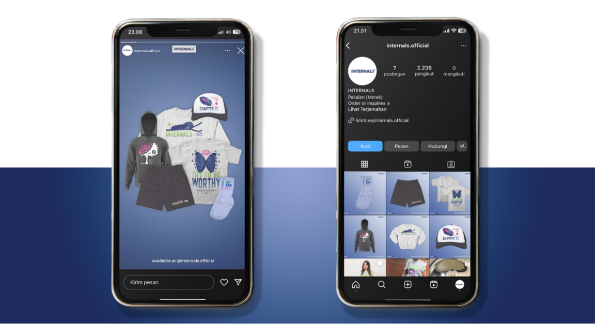 23.08
internals.official
INTERNALS
CHAPTER
INTERNALS
WORTHY
Available at @internals.official
Kirim pesan
21.51
internals.official
INTERNALS
7
2.235
0
postingan
pengikut
mengikuti
INTERNALS
Pakaian (Merek)
Order or inquiries ↓
Lihat Terjemahan
linktr.ee/internals.official
Ikuti
Pesan
Hubungi